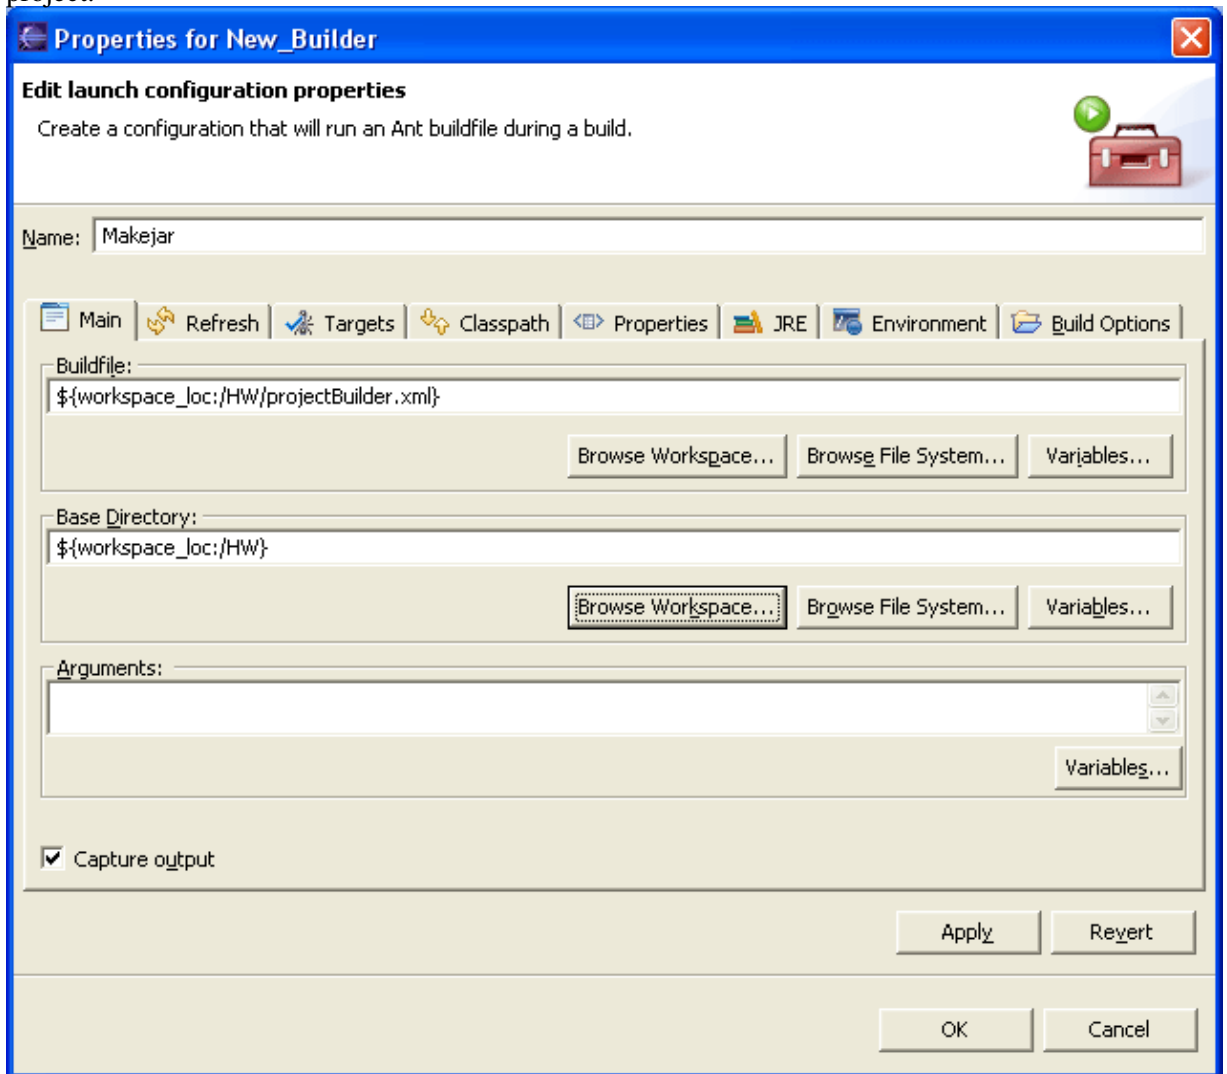 project.
Properties for New_Builder
Edit launch configuration properties
Create a configuration that will run an Ant buildfile during a build.
Name: Makejar
Main Refresh Targets Classpath Properties JRE Environment Build Options
Buildfile:
${workspace_loc:/HW/projectBuilder.xml}
Browse Workspace... Browse File System... Variables...
Base Directory:
${workspace_loc:/HW}
Browse Workspace... Browse File System... Variables...
Arguments:
Variables...
Capture output
Apply Revert
OK Cancel